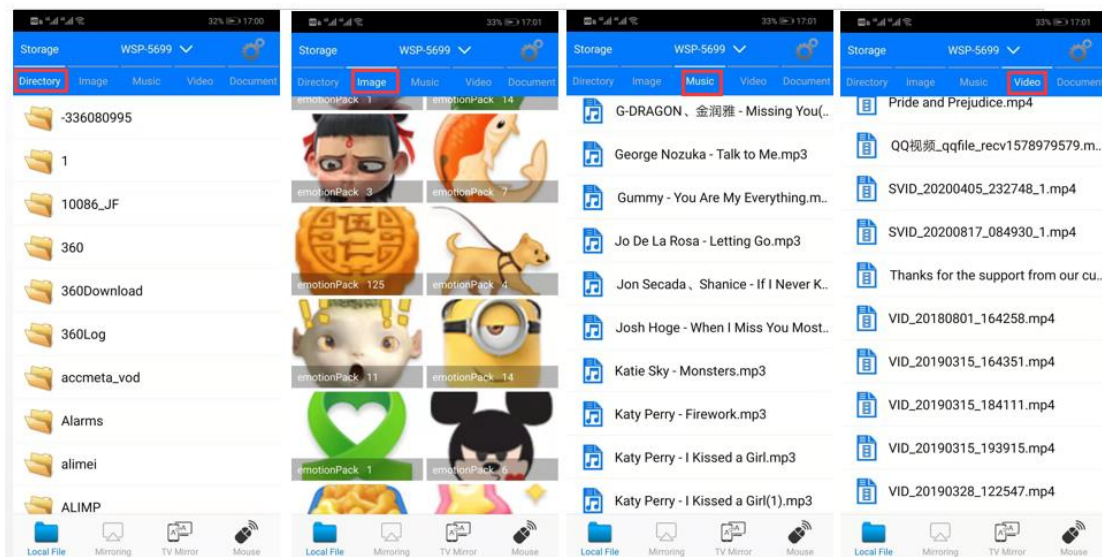 32% 17:00
Storage WSP-5699
Directory Image Music Video Document
-336080995
1
10086_JF
360
360Download
360Log
accmeta_vod
Alarms
alimei
ALIMP
Local File Mirroring TV Mirror Mouse
33% 17:01
Storage WSP-5699
Directory Image Music Video Document
emotionPack 1 emotionPack 14
emotionPack 3 emotionPack 7
伍仁
emotionPack 125 emotionPack 4
emotionPack 11 emotionPack 14
emotionPack 1 emotionPack 6
Local File Mirroring TV Mirror Mouse
33% 17:01
Storage WSP-5699
Directory Image Music Video Document
G-DRAGON、金润雅 - Missing You(..
George Nozuka - Talk to Me.mp3
Gummy - You Are My Everything.m..
Jo De La Rosa - Letting Go.mp3
Jon Secada、Shanice - If I Never K..
Josh Hoge - When I Miss You Most..
Katie Sky - Monsters.mp3
Katy Perry - Firework.mp3
Katy Perry - I Kissed a Girl.mp3
Katy Perry - I Kissed a Girl(1).mp3
Local File Mirroring TV Mirror Mouse
33% 17:01
Storage WSP-5699
Directory Image Music Video Documen
Pride and Prejudice.mp4
QQ视频_qqfile_recv1578979579.m..
SVID_20200405_232748_1.mp4
SVID_20200817_084930_1.mp4
Thanks for the support from our cu..
VID_20180801_164258.mp4
VID_20190315_164351.mp4
VID_20190315_184111.mp4
VID_20190315_193915.mp4
VID_20190328_122547.mp4
Local File Mirroring TV Mirror Mouse